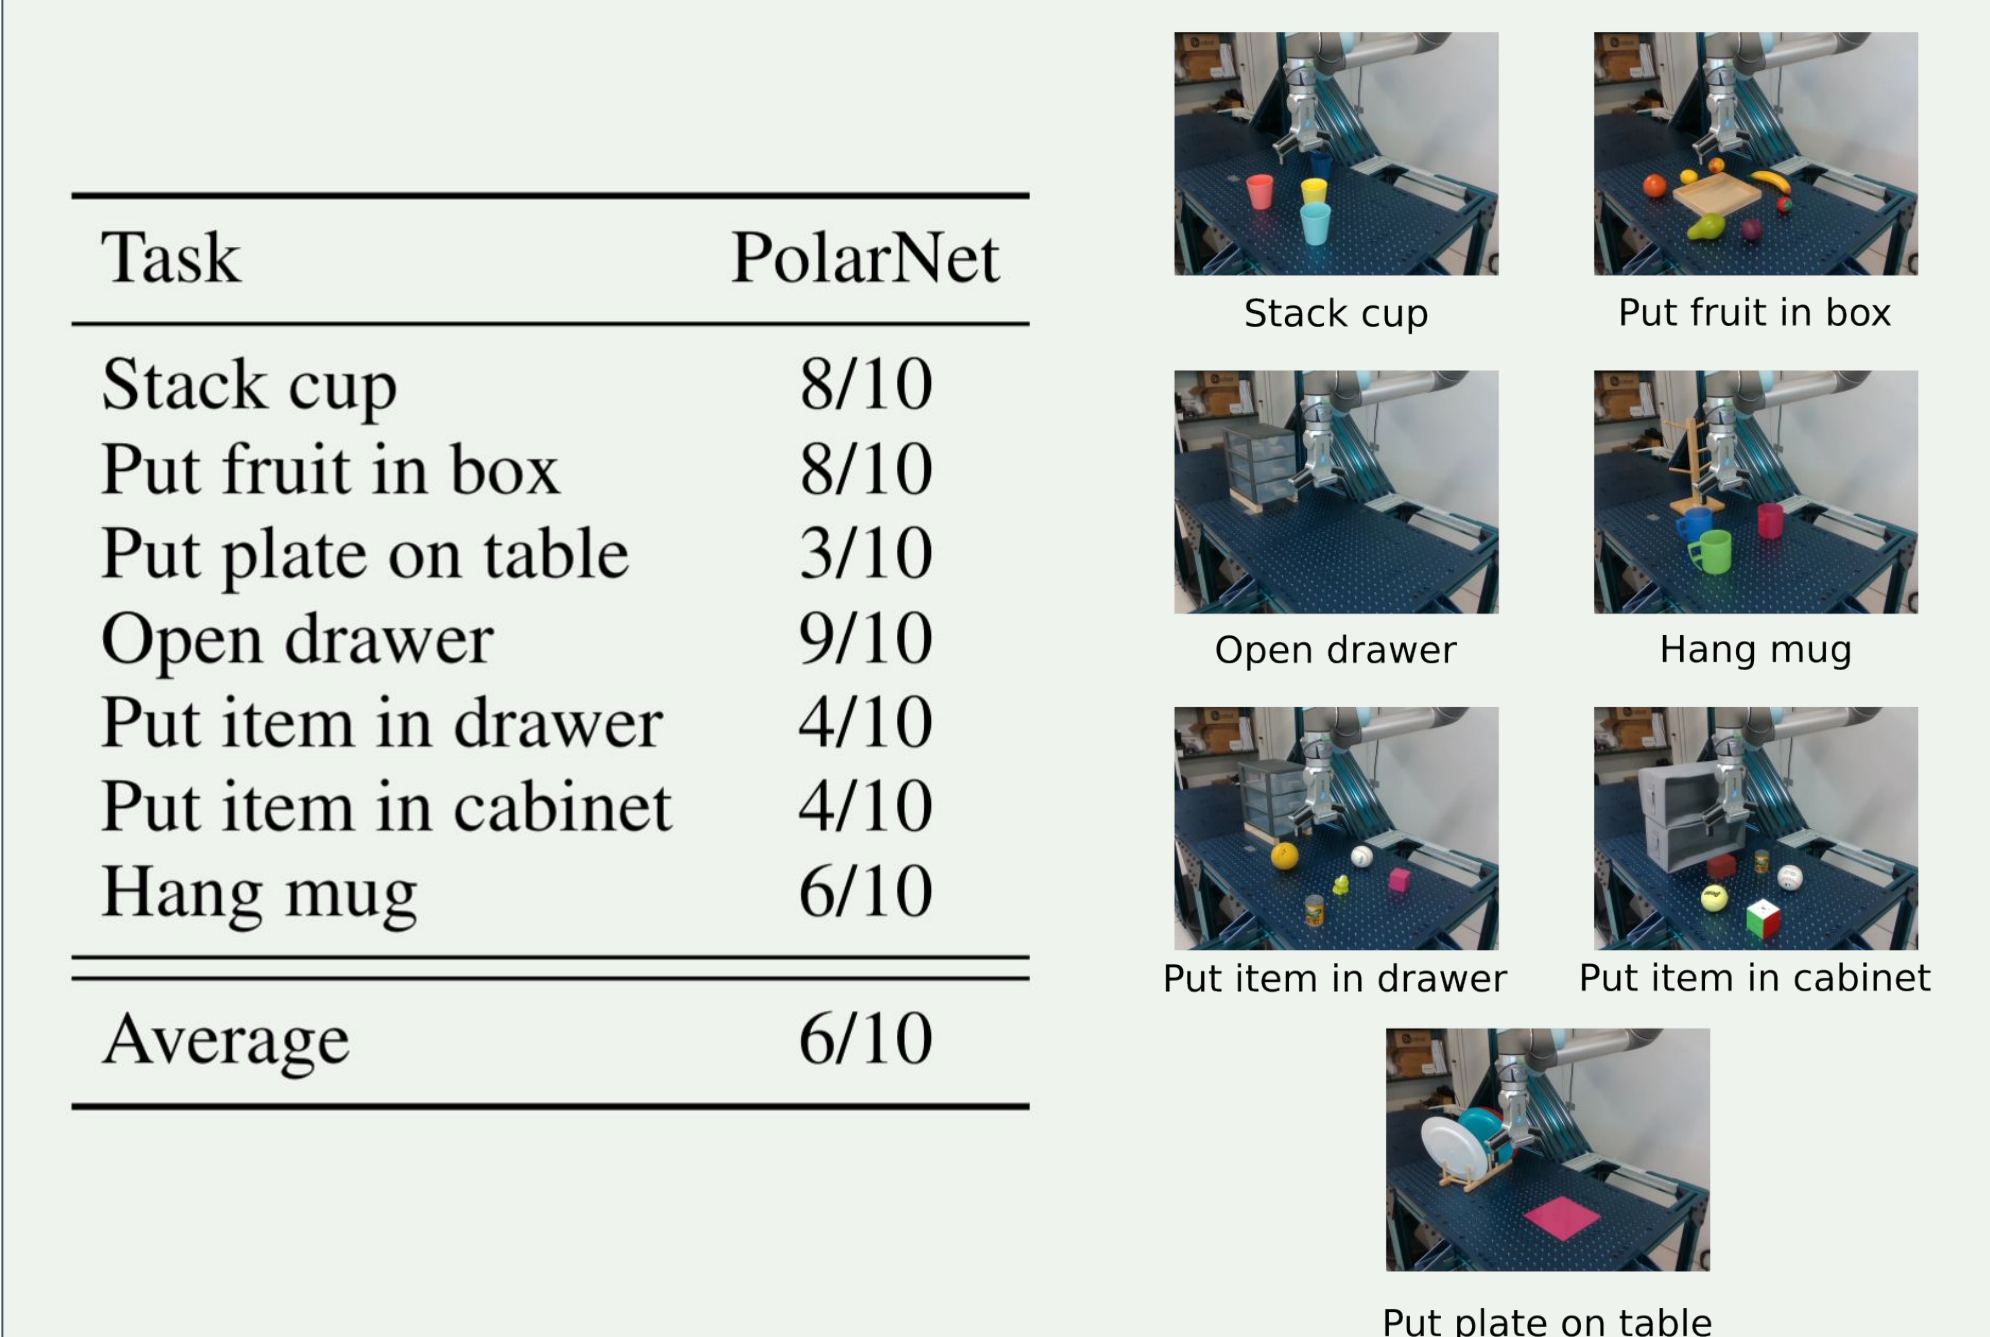 Task PolarNet
Stack cup 8/10
Put fruit in box 8/10
Put plate on table 3/10
Open drawer 9/10
Put item in drawer 4/10
Put item in cabinet 4/10
Hang mug 6/10
Average 6/10
Stack cup
Put fruit in box
Open drawer
Hang mug
Put item in drawer
Put item in cabinet
Put plate on table